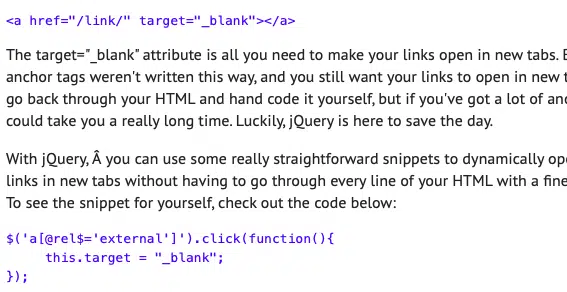 <a href="/link/" target="_blank"></a>
The target="_blank" attribute is all you need to make your links open in new tabs.
anchor tags weren't written this way, and you still want your links to open in new
go back through your HTML and hand code it yourself, but if you've got a lot of
could take you a really long time. Luckily, jQuery is here to save the day.
With jQuery, Â you can use some really straightforward snippets to dynamically
links in new tabs without having to go through every line of your HTML with a fine
To see the snippet for yourself, check out the code below:
$('a[@rel$='external']').click(function(){
     this.target = "_blank";
});